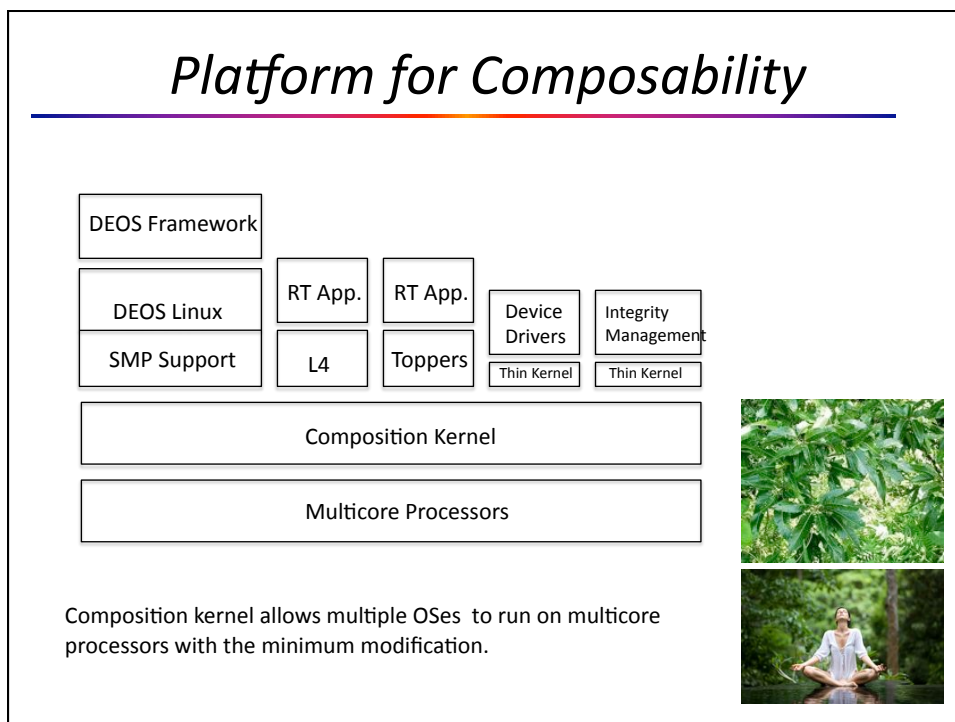 Platform for Composability
DEOS Framework
DEOS Linux
SMP Support
RT App.
L4
RT App.
Toppers
Device
Drivers
Thin Kernel
Integrity
Management
Thin Kernel
Composition Kernel
Multicore Processors
Composition kernel allows multiple OSes to run on multicore
processors with the minimum modification.